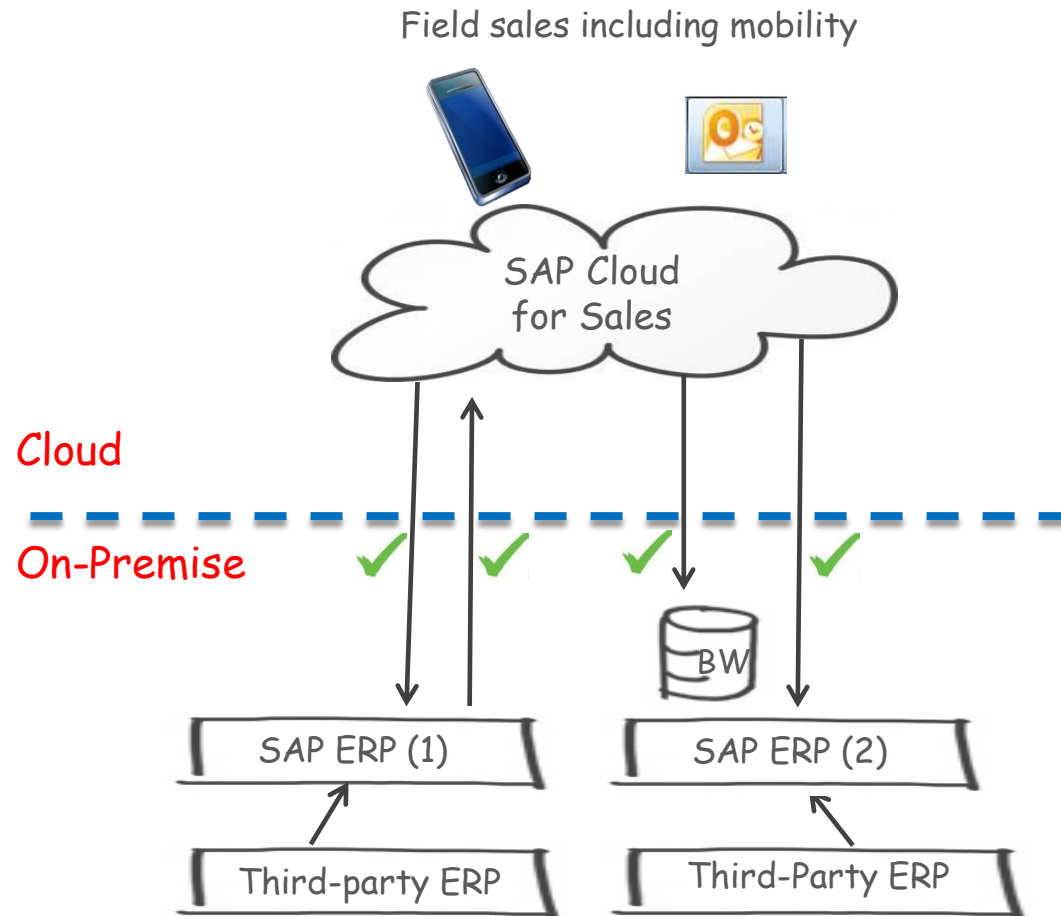 Field sales including mobility
SAP Cloud
for Sales
Cloud
On-Premise
BW
SAP ERP (1)
SAP ERP (2)
Third-party ERP
Third-Party ERP